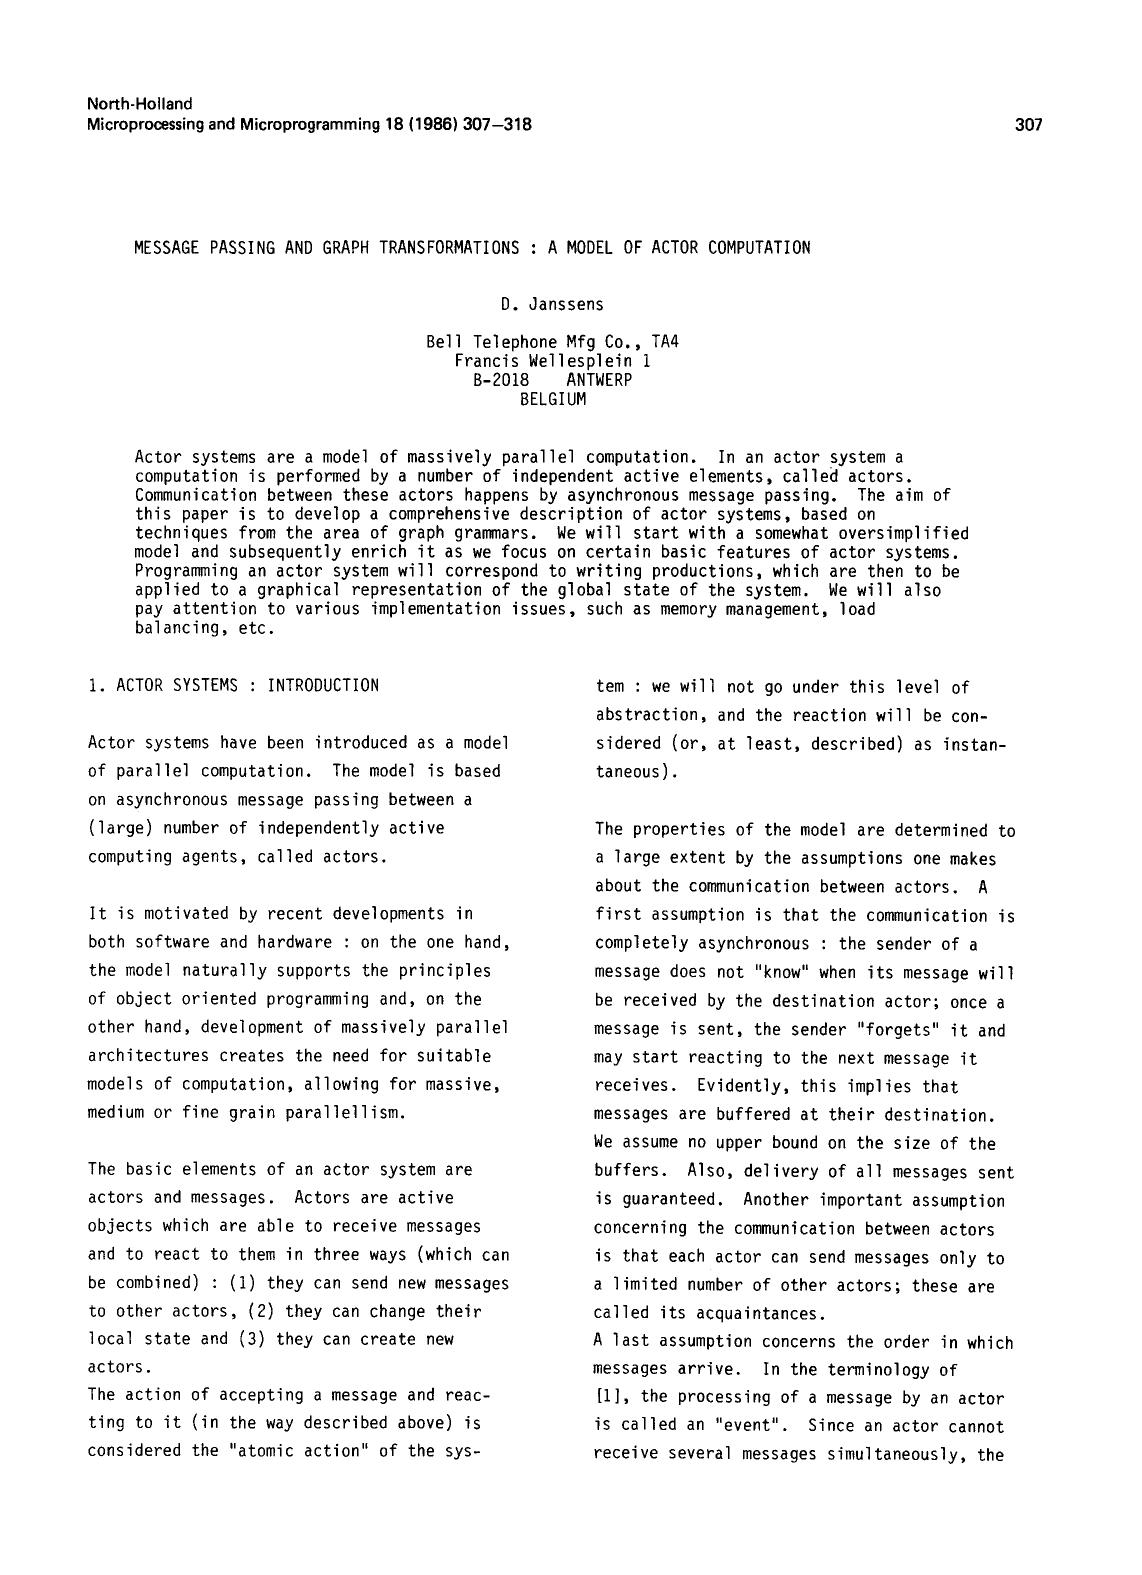 North-Holland
Microprocessing and Microprogramming 18 (1986) 307–318
307
MESSAGE PASSING AND GRAPH TRANSFORMATIONS : A MODEL OF ACTOR COMPUTATION
D. Janssens
Bell Telephone Mfg Co., TA4
Francis Wellesplein 1
B-2018 ANTWERP
BELGIUM
Actor systems are a model of massively parallel computation. In an actor system a
computation is performed by a number of independent active elements, called actors.
Communication between these actors happens by asynchronous message passing. The aim of
this paper is to develop a comprehensive description of actor systems, based on
techniques from the area of graph grammars. We will start with a somewhat oversimplified
model and subsequently enrich it as we focus on certain basic features of actor systems.
Programming an actor system will correspond to writing productions, which are then to be
applied to a graphical representation of the global state of the system. We will also
pay attention to various implementation issues, such as memory management, load
balancing, etc.
1. ACTOR SYSTEMS : INTRODUCTION
Actor systems have been introduced as a model
of parallel computation. The model is based
on asynchronous message passing between a
(large) number of independently active
computing agents, called actors.
It is motivated by recent developments in
both software and hardware : on the one hand,
the model naturally supports the principles
of object oriented programming and, on the
other hand, development of massively parallel
architectures creates the need for suitable
models of computation, allowing for massive,
medium or fine grain parallellism.
The basic elements of an actor system are
actors and messages. Actors are active
objects which are able to receive messages
and to react to them in three ways (which can
be combined) : (1) they can send new messages
to other actors, (2) they can change their
local state and (3) they can create new
actors.
The action of accepting a message and reac-
ting to it (in the way described above) is
considered the "atomic action" of the sys-
tem : we will not go under this level of
abstraction, and the reaction will be con-
sidered (or, at least, described) as instan-
taneous).
The properties of the model are determined to
a large extent by the assumptions one makes
about the communication between actors. A
first assumption is that the communication is
completely asynchronous : the sender of a
message does not "know" when its message will
be received by the destination actor; once a
message is sent, the sender "forgets" it and
may start reacting to the next message it
receives. Evidently, this implies that
messages are buffered at their destination.
We assume no upper bound on the size of the
buffers. Also, delivery of all messages sent
is guaranteed. Another important assumption
concerning the communication between actors
is that each actor can send messages only to
a limited number of other actors; these are
called its acquaintances.
A last assumption concerns the order in which
messages arrive. In the terminology of
[1], the processing of a message by an actor
is called an "event". Since an actor cannot
receive several messages simultaneously, the